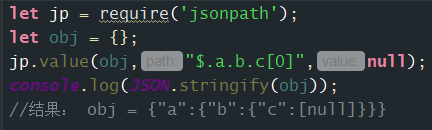 let jp = require('jsonpath');
let obj = {};
jp.value(obj, path: "$.a.b.c[0]", value: null);
console.log(JSON.stringify(obj));
//结果： obj = {"a":{"b":{"c":[null]}}}